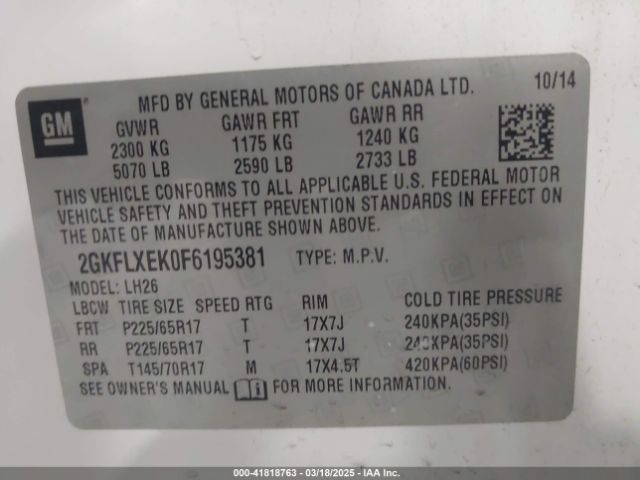 GM
MFD BY GENERAL MOTORS OF CANADA LTD. 10/14
GVWR GAWR FRT GAWR RR
2300 KG 1175 KG 1240 KG
5070 LB 2590 LB 2733 LB
THIS VEHICLE CONFORMS TO ALL APPLICABLE U.S. FEDERAL MOTOR
VEHICLE SAFETY AND THEFT PREVENTION STANDARDS IN EFFECT ON
THE DATE OF MANUFACTURE SHOWN ABOVE.
2GKFLXEK0F6195381 TYPE: M.P.V.
MODEL: LH26
LBCW TIRE SIZE SPEED RTG RIM COLD TIRE PRESSURE
FRT P225/65R17 T 17X7J 240KPA(35PSI)
RR P225/65R17 T 17X7J 240KPA(35PSI)
SPA T145/70R17 M 17X4.5T 420KPA(60PSI)
SEE OWNER'S MANUAL FOR MORE INFORMATION.
000-41818763 - 03/18/2025 - IAA Inc.